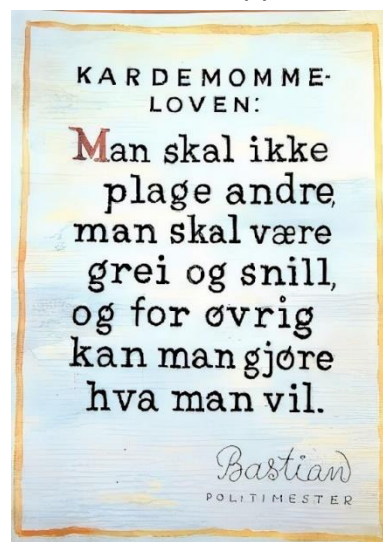 KARDEMOMME-
LOVEN:
Man skal ikke
plage andre,
man skal være
grei og snill,
og for øvrig
kan man gjøre
hva man vil.
Bastian
POLITIMESTER